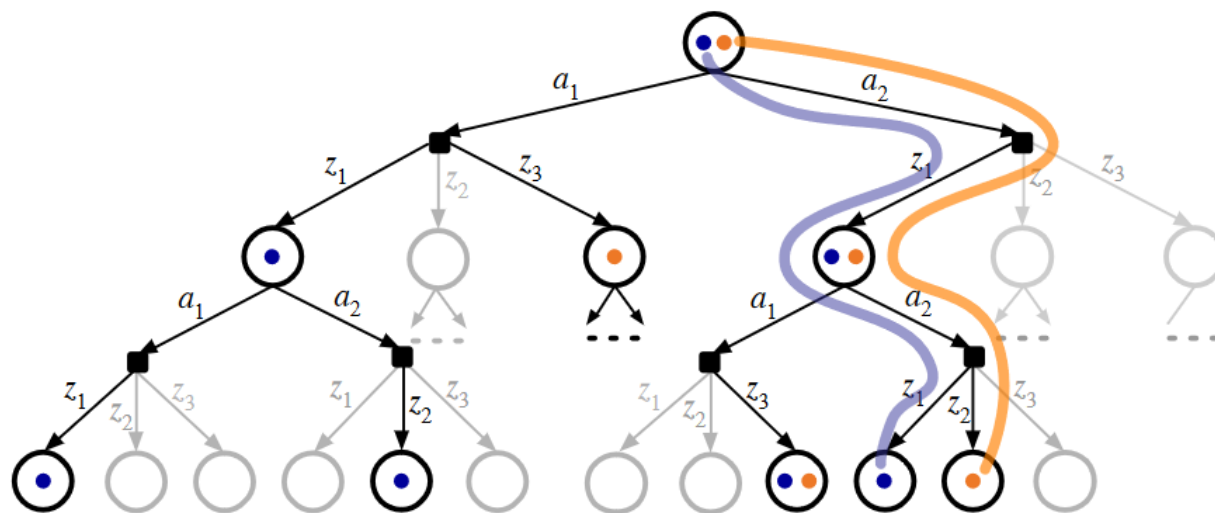 a₁ a₂
z₁ z₂ z₃ z₁ z₂ z₃
a₁ a₂ a₁ a₂
z₁ z₂ z₃ z₁ z₂ z₃ z₁ z₂ z₃ z₁ z₂ z₃